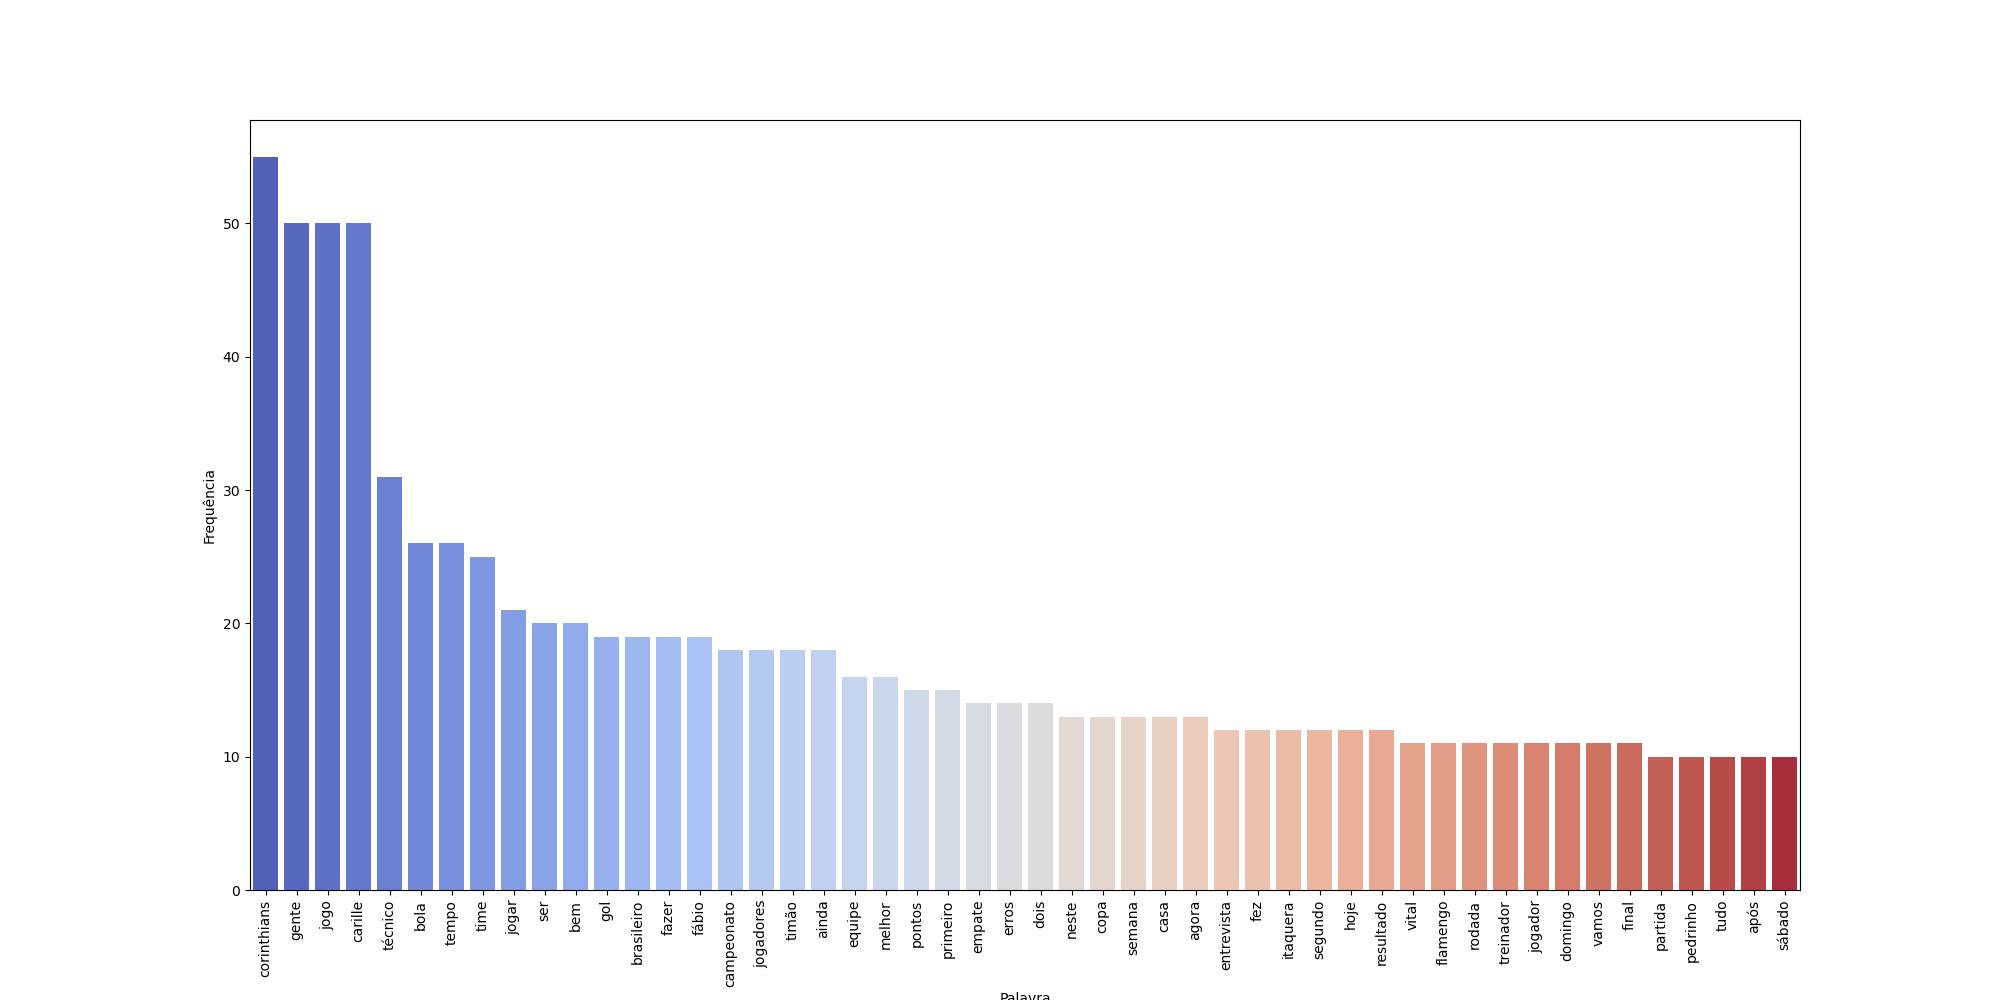 50
40
30
20
10
0
Frequência
corinthians
gente
jogo
carille
técnico
bola
tempo
time
jogar
ser
bem
gol
brasileiro
fazer
fábio
campeonato
jogadores
timão
ainda
equipe
melhor
pontos
primeiro
empate
erros
dois
neste
copa
semana
casa
agora
entrevista
fez
itaquera
segundo
hoje
resultado
vital
flamengo
rodada
treinador
jogador
domingo
vamos
final
partida
pedrinho
tudo
após
sábado
Palavra